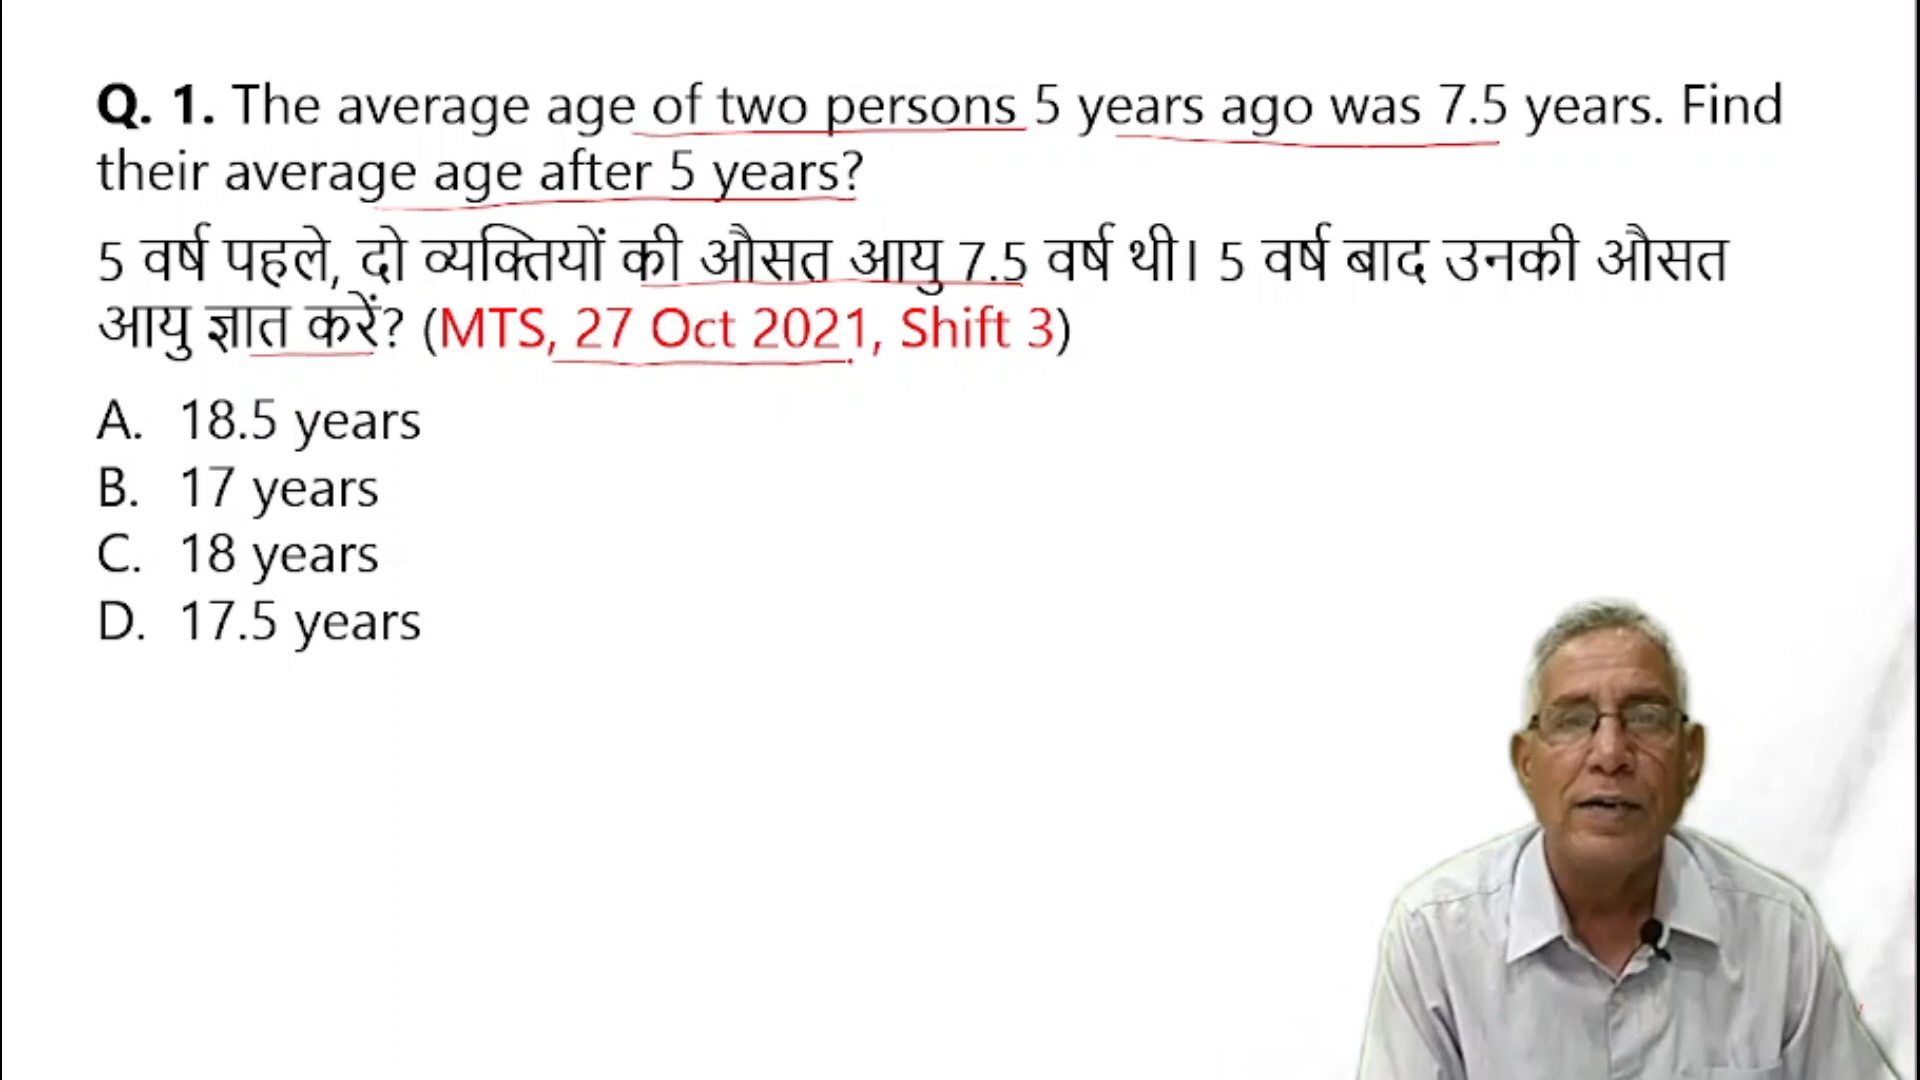 Q. 1. The average age of two persons 5 years ago was 7.5 years. Find
their average age after 5 years?
5 वर्ष पहले, दो व्यक्तियों की औसत आयु 7.5 वर्ष थी। 5 वर्ष बाद उनकी औसत
आयु ज्ञात करें? (MTS, 27 Oct 2021, Shift 3)
A. 18.5 years
B. 17 years
C. 18 years
D. 17.5 years